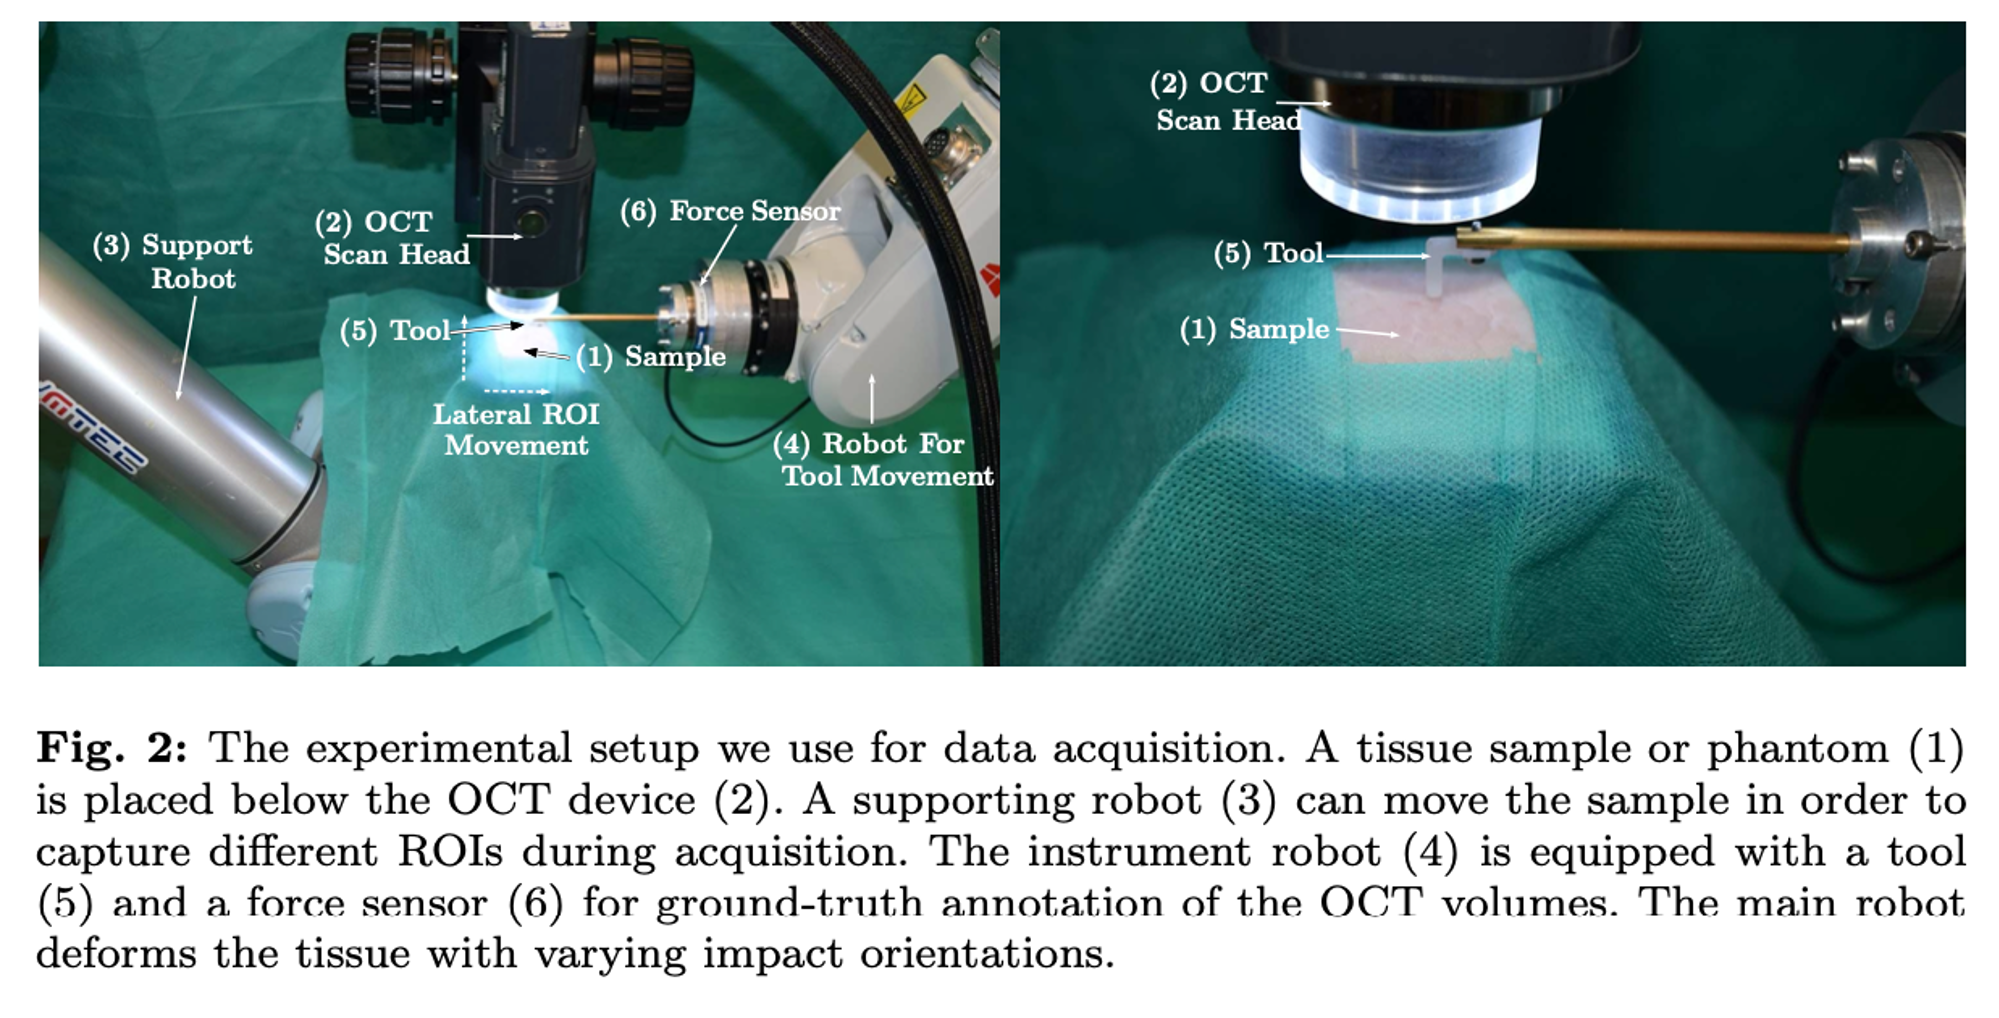 (3) Support
Robot
(2) OCT
Scan Head
(6) Force Sensor
(5) Tool
(1) Sample
Lateral ROI
Movement
(4) Robot For
Tool Movement
(2) OCT
Scan Head
(5) Tool
(1) Sample
Fig. 2: The experimental setup we use for data acquisition. A tissue sample or phantom (1)
is placed below the OCT device (2). A supporting robot (3) can move the sample in order to
capture different ROIs during acquisition. The instrument robot (4) is equipped with a tool
(5) and a force sensor (6) for ground-truth annotation of the OCT volumes. The main robot
deforms the tissue with varying impact orientations.